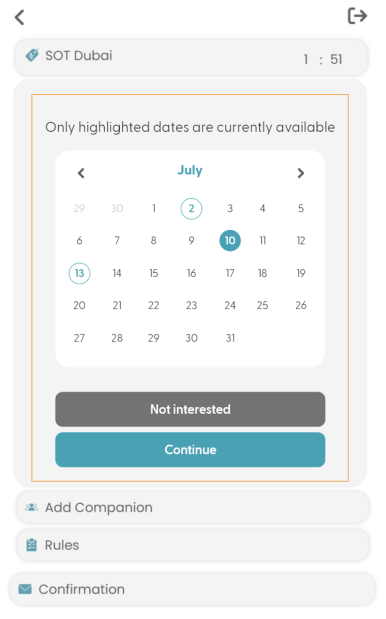 SOT Dubai
1 : 51
Only highlighted dates are currently available
July
29 30 1 2 3 4 5
6 7 8 9 10 11 12
13 14 15 16 17 18 19
20 21 22 23 24 25 26
27 28 29 30 31
Not interested
Continue
Add Companion
Rules
Confirmation